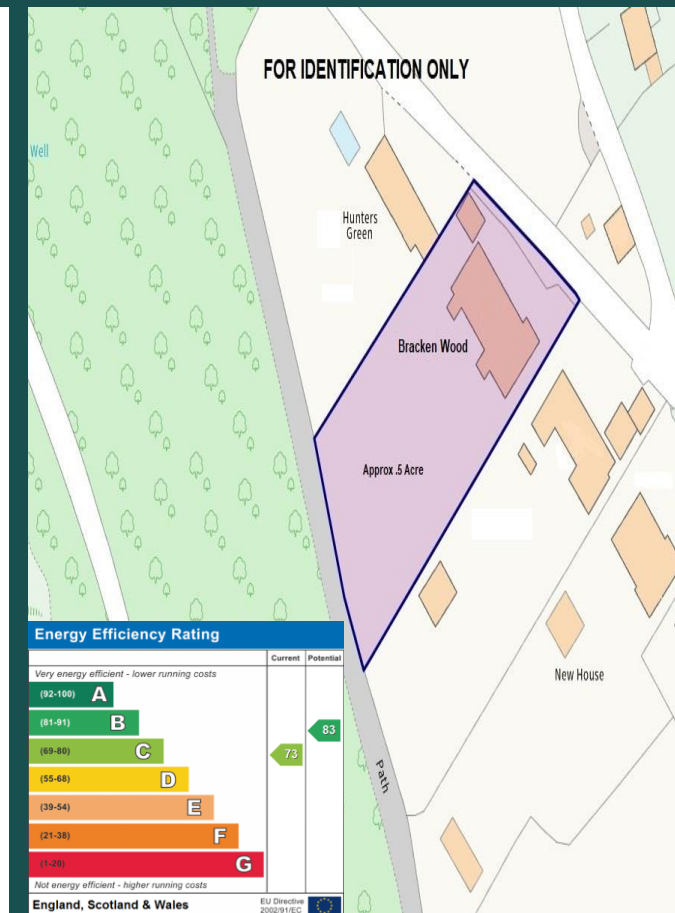 FOR IDENTIFICATION ONLY
Well
Hunters
Green
Bracken Wood
Approx .5 Acre
New House
Path
Energy Efficiency Rating
Current Potential
Very energy efficient - lower running costs
(92-100) A
(81-91) B
83
(69-80) C
73
(55-68) D
(39-54) E
(21-38) F
(1-20) G
Not energy efficient - higher running costs
England, Scotland & Wales
EU Directive
2002/91/EC